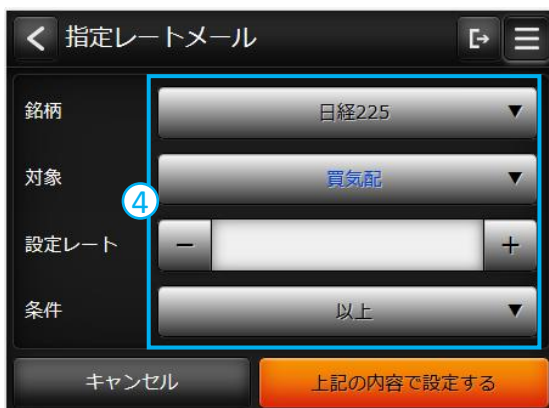 指定レートメール
銘柄 日経225 ▼
対象 買気配 ▼
④
設定レート － ＋
条件 以上 ▼
キャンセル 上記の内容で設定する